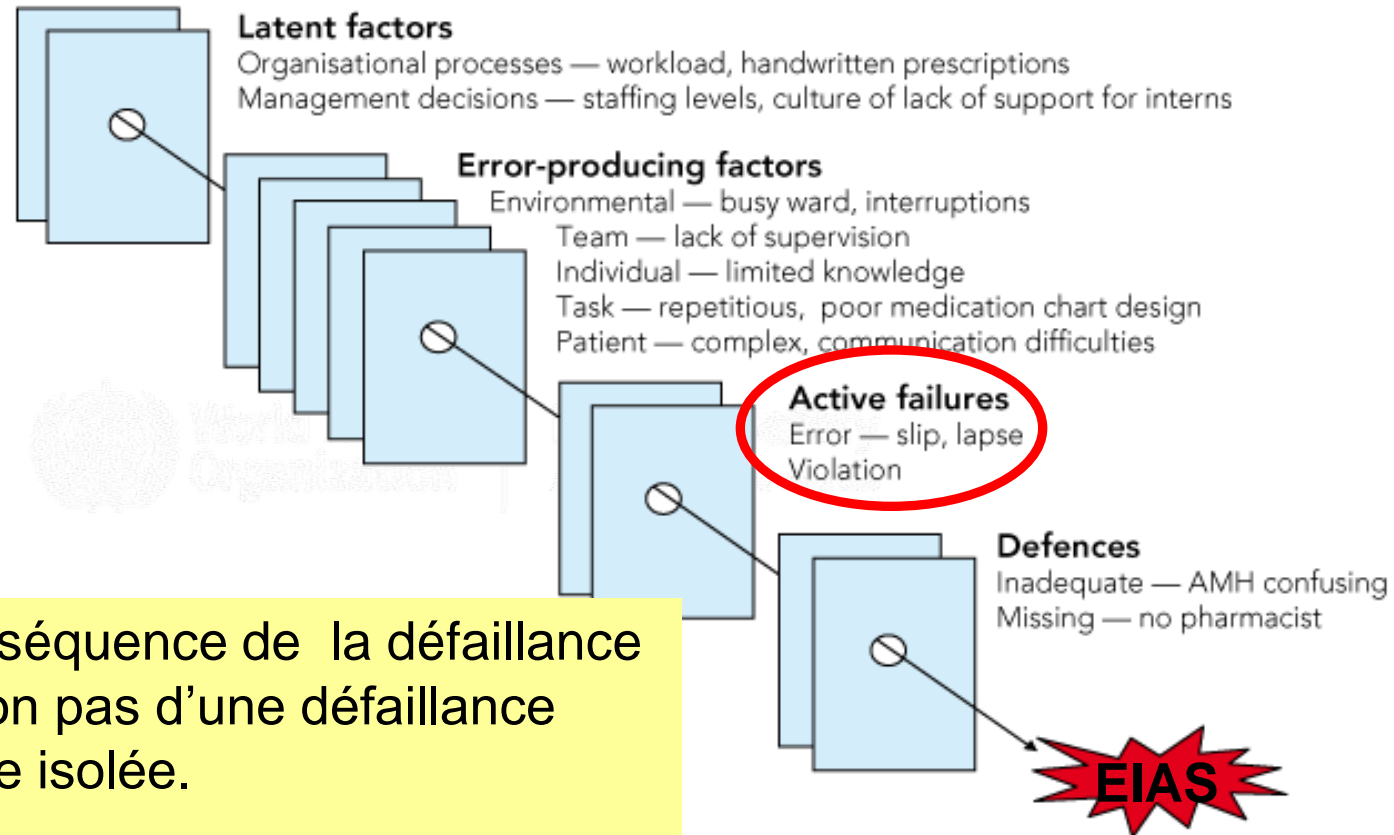 Latent factors
Organisational processes — workload, handwritten prescriptions
Management decisions — staffing levels, culture of lack of support for interns
Error-producing factors
Environmental — busy ward, interruptions
Team — lack of supervision
Individual — limited knowledge
Task — repetitious, poor medication chart design
Patient — complex, communication difficulties
Active failures
Error — slip, lapse
Violation
World
Organization
Defences
Inadequate — AMH confusing
Missing — no pharmacist
séquence de la défaillance
on pas d'une défaillance
e isolée.
EIAS